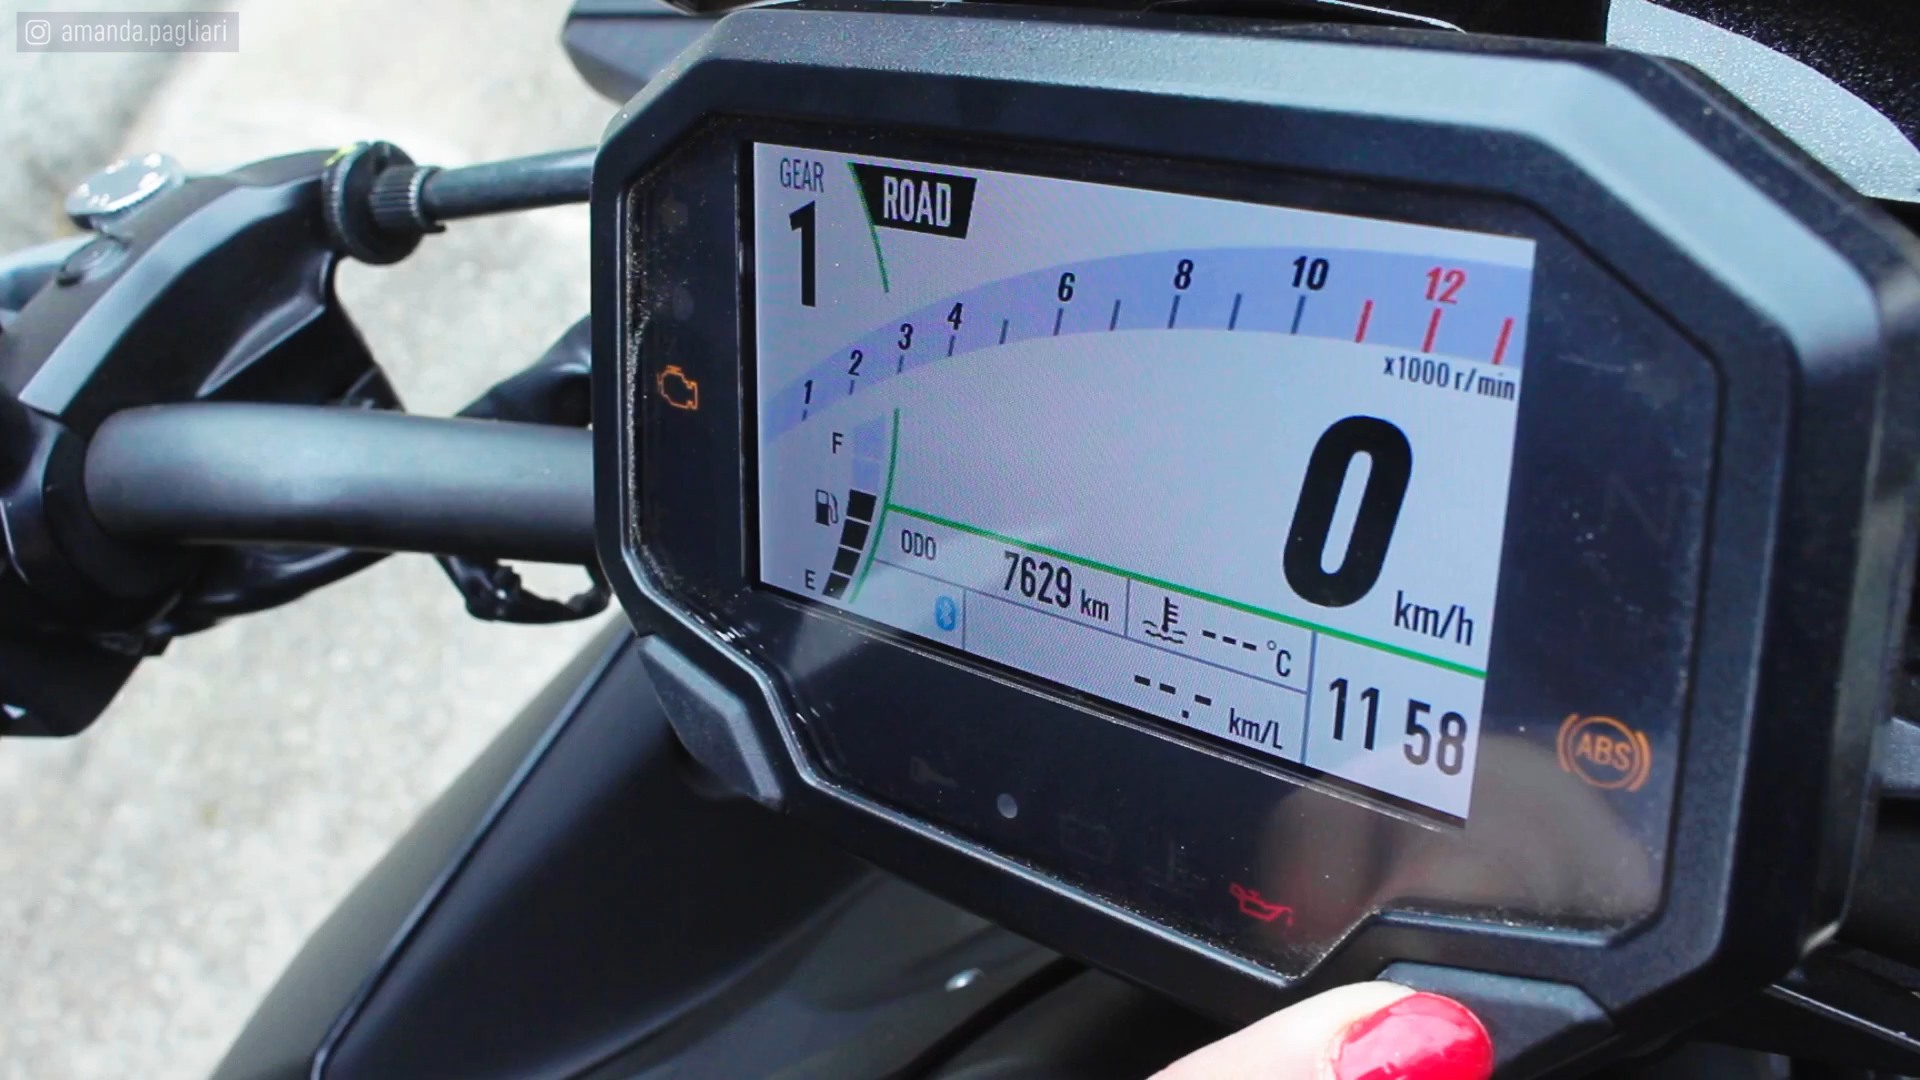 amanda.pagliari
GEAR
1
ROAD
1 2 3 4 6 8 10 12
x1000 r/min
F
E
0 km/h
ODO 7629 km
--- °C
--.- km/L
11 58
ABS